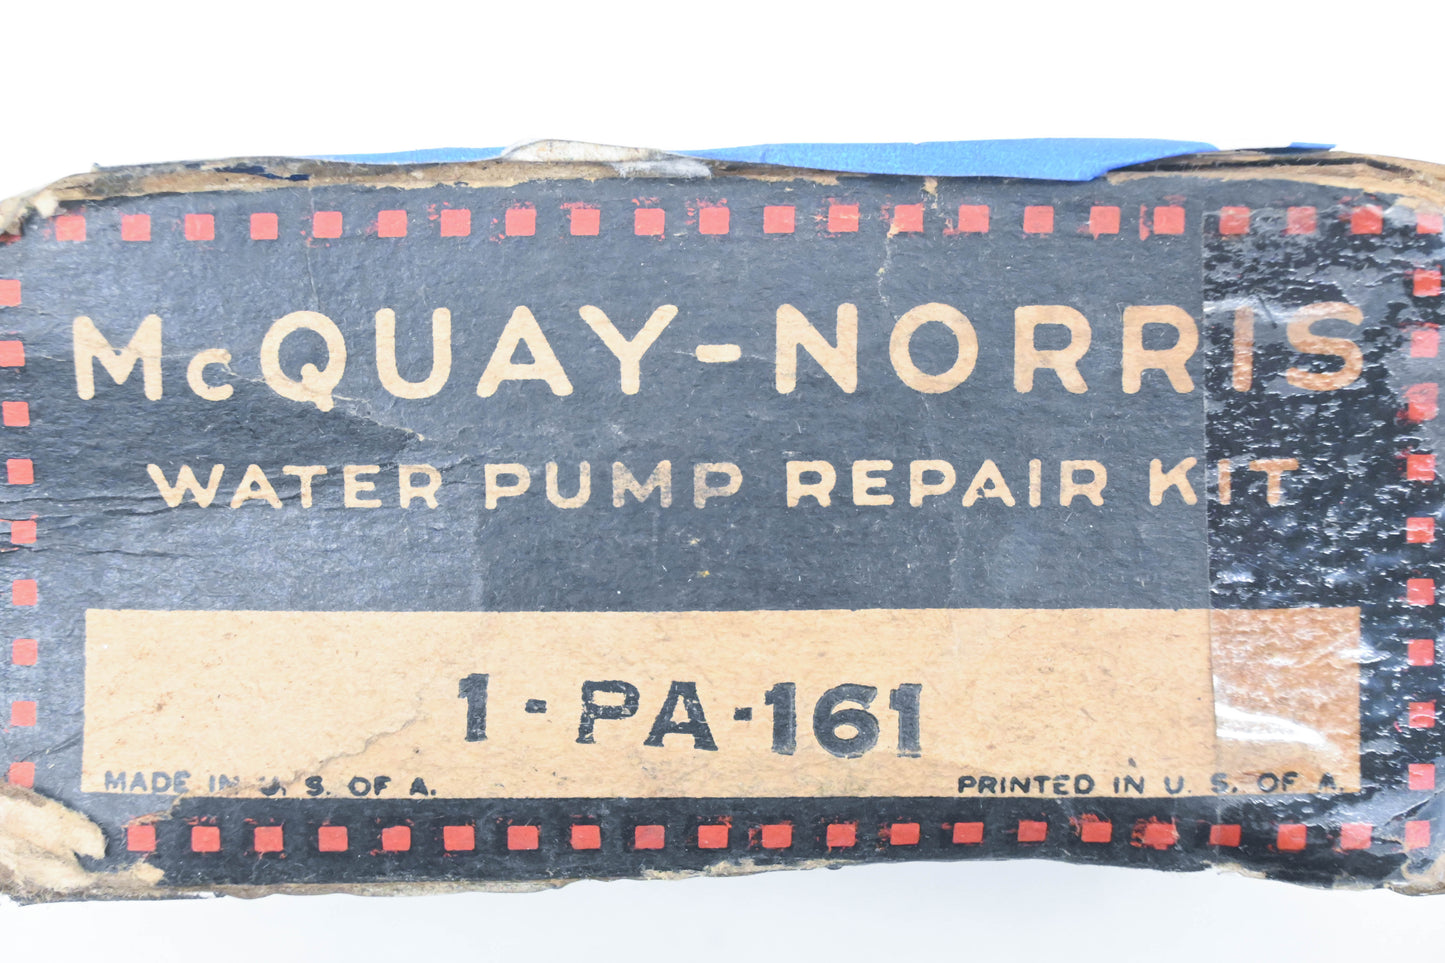 McQUAY-NORRIS
WATER PUMP REPAIR KIT
1-PA-161
MADE IN U. S. OF A.
PRINTED IN U. S. OF A.